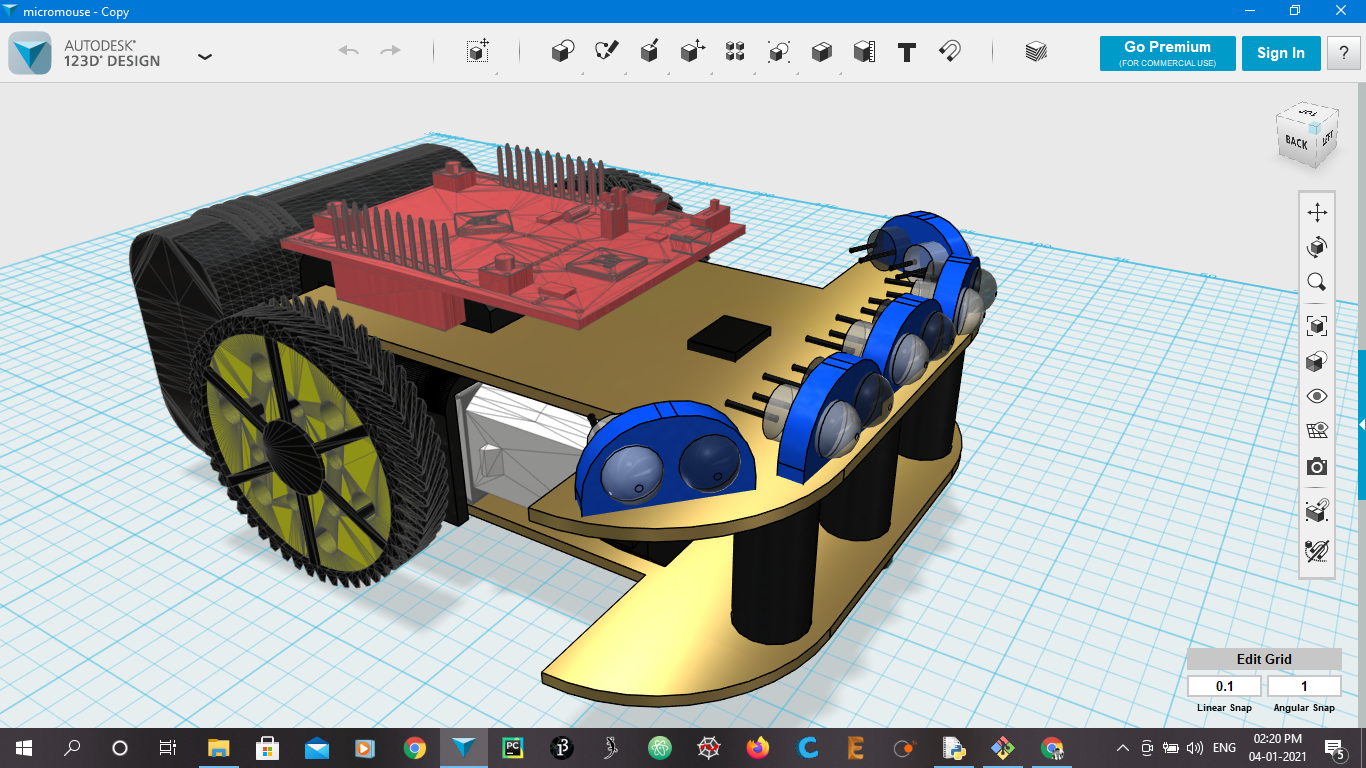 micromouse - Copy
AUTODESK®
123D® DESIGN
Go Premium
(FOR COMMERCIAL USE)
Sign In
?
TOP
BACK
LEFT
Edit Grid
0.1
1
Linear Snap
Angular Snap
PC
ENG
02:20 PM
04-01-2021
5